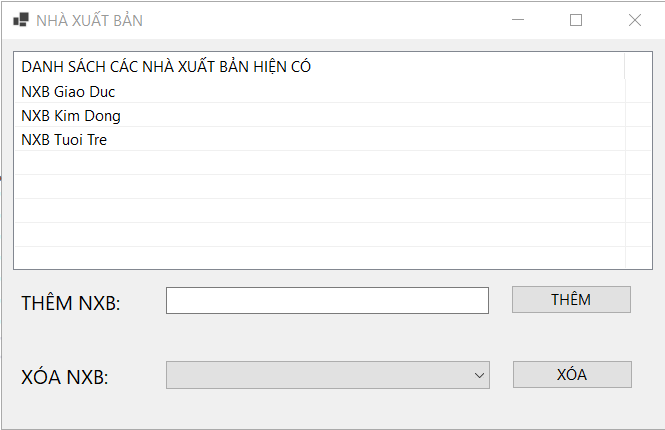 NHÀ XUẤT BẢN
DANH SÁCH CÁC NHÀ XUẤT BẢN HIỆN CÓ
NXB Giao Duc
NXB Kim Dong
NXB Tuoi Tre
THÊM NXB:
THÊM
XÓA NXB:
XÓA